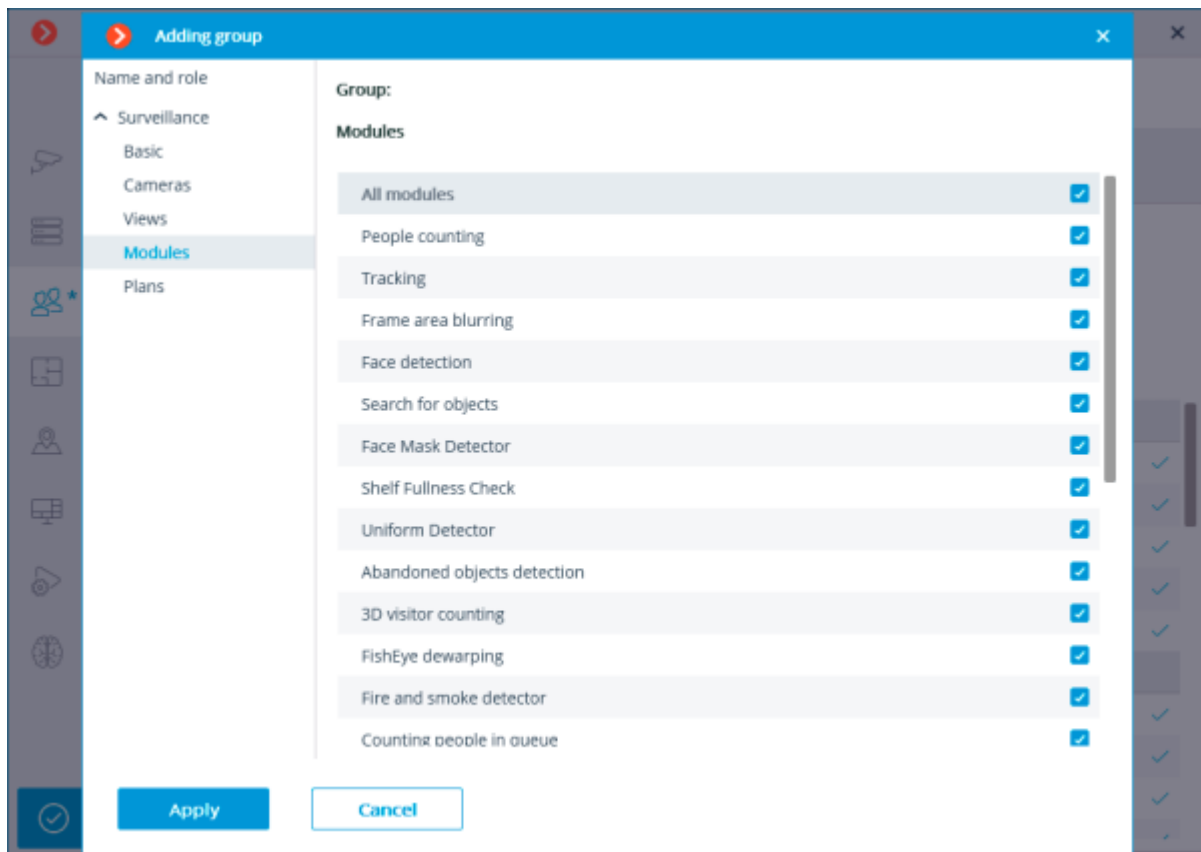 Adding group
Name and role
Surveillance
Basic
Cameras
Views
Modules
Plans
Group:
Modules
All modules
People counting
Tracking
Frame area blurring
Face detection
Search for objects
Face Mask Detector
Shelf Fullness Check
Uniform Detector
Abandoned objects detection
3D visitor counting
FishEye dewarping
Fire and smoke detector
Counting people in queue
Apply
Cancel